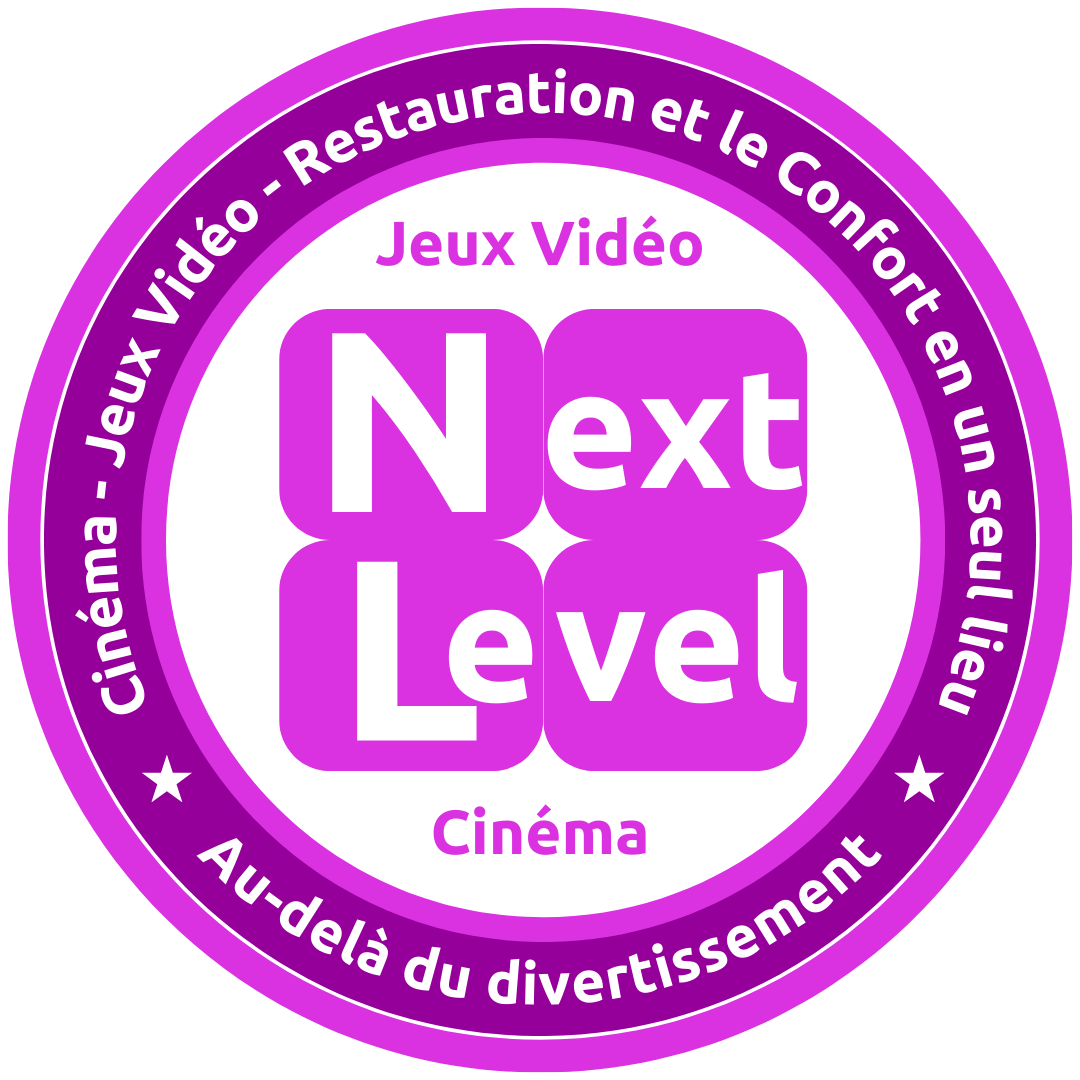 Cinéma - Jeux Vidéo - Restauration et le Confort en un seul lieu
Jeux Vidéo
Next
Level
Cinéma
Au-delà du divertissement